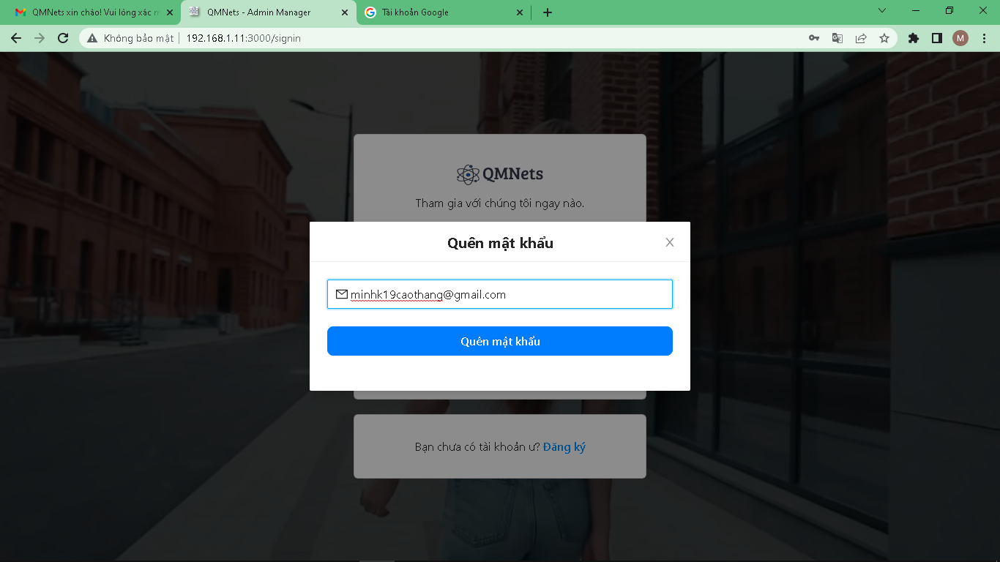 QMNets xin chào! Vui lòng xác m
QMNets - Admin Manager
Tài khoản Google
Không bảo mật
192.168.1.11:3000/signin
M
QMNets
Tham gia với chúng tôi ngay nào.
Quên mật khẩu
minhk19caothang@gmail.com
Quên mật khẩu
Bạn chưa có tài khoản ư? Đăng ký